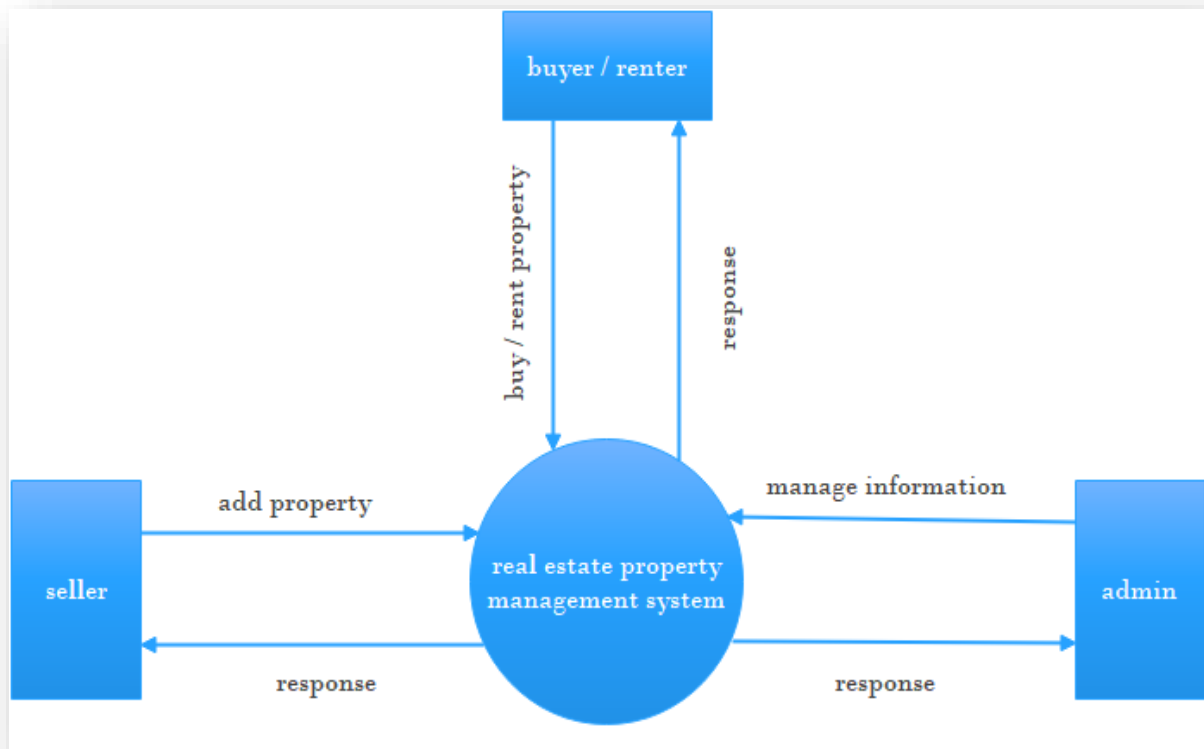 buyer / renter
buy / rent property
response
add property
manage information
seller
real estate property
management system
admin
response
response